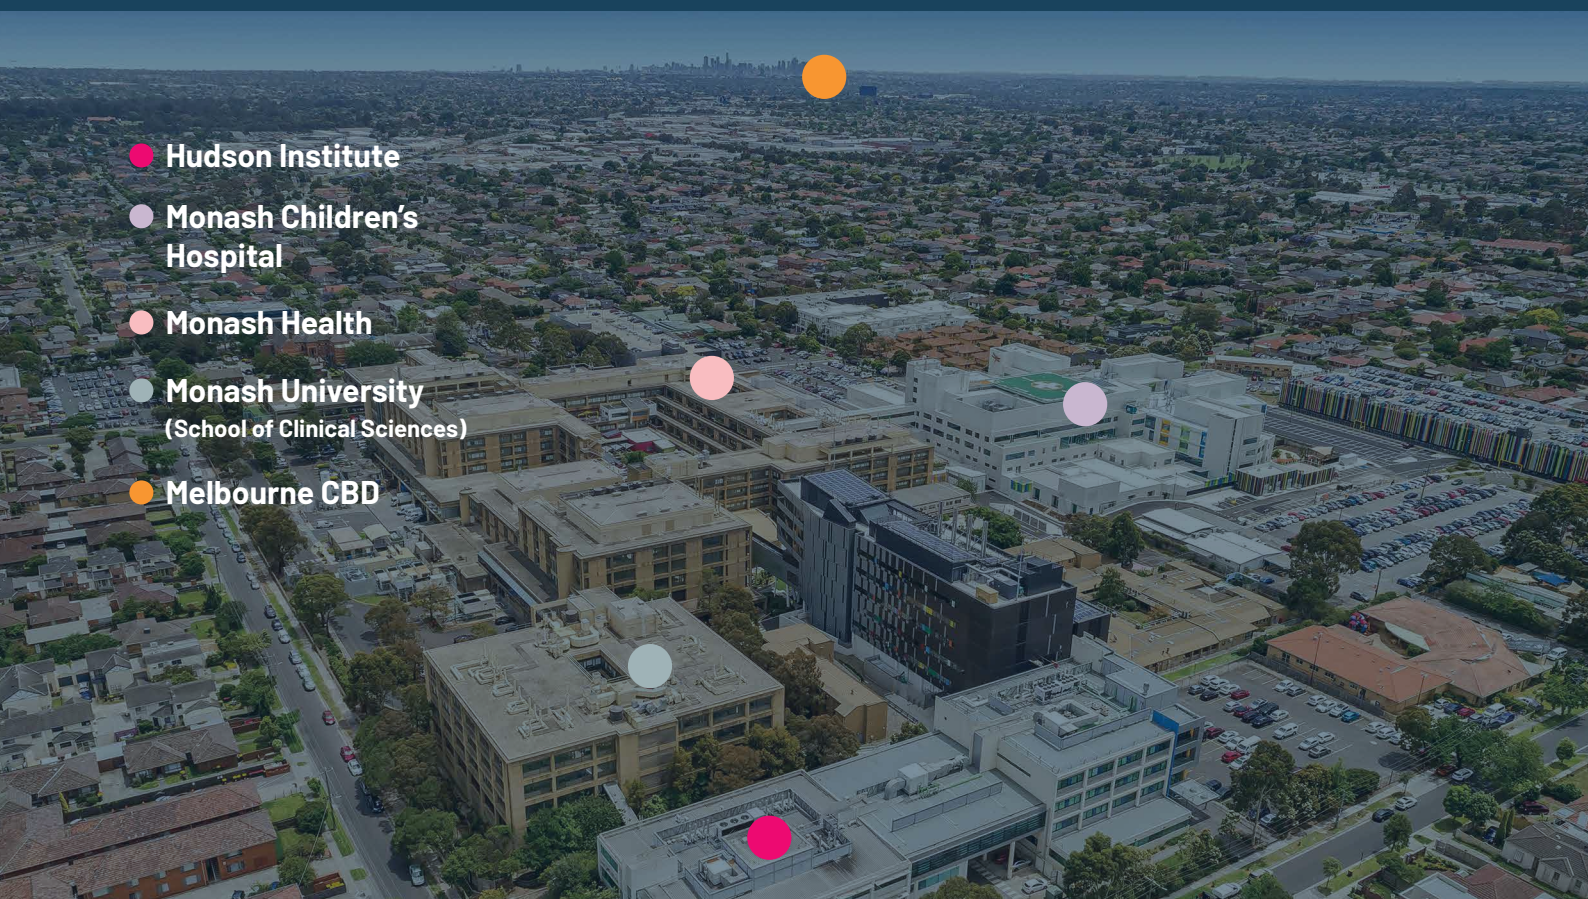 Hudson Institute
Monash Children’s
Hospital
Monash Health
Monash University
(School of Clinical Sciences)
Melbourne CBD